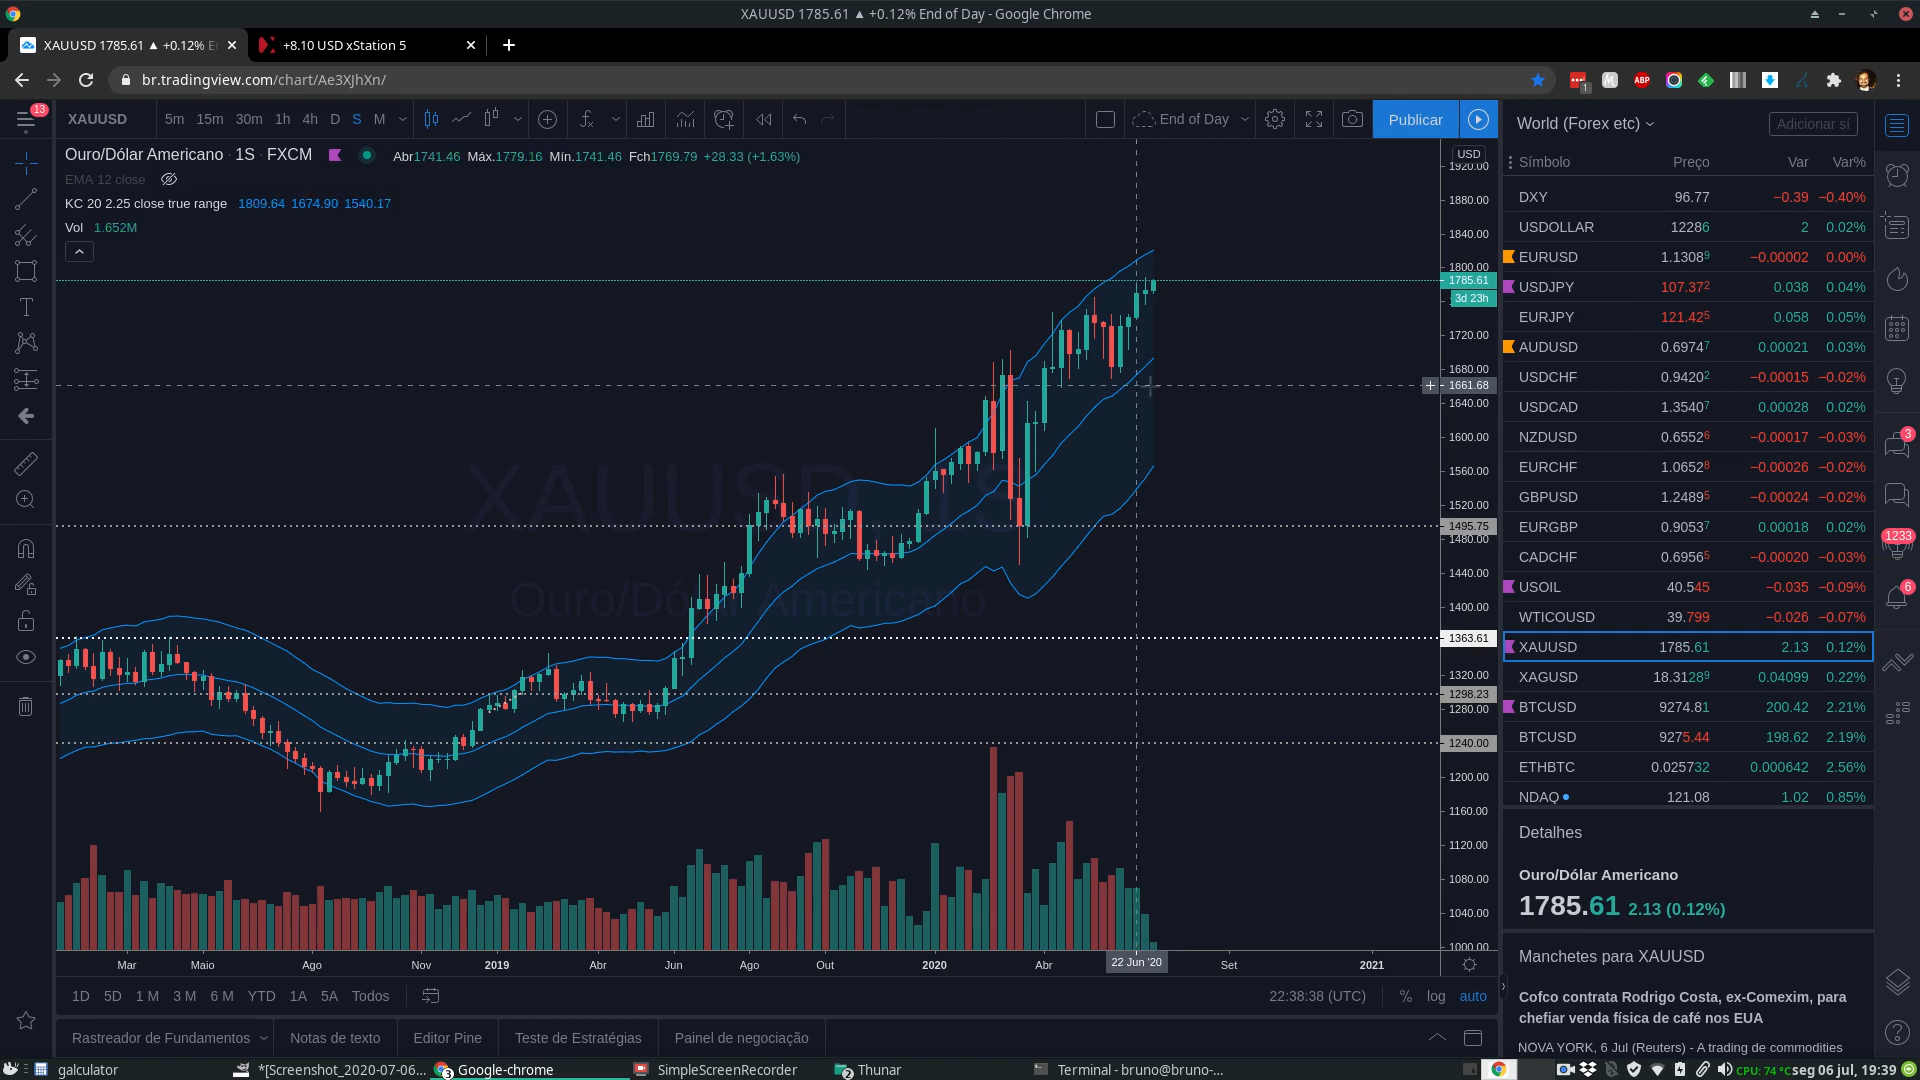 XAUUSD 1785.61 ▲ +0.12% End of Day - Google Chrome
XAUUSD 1785.61 ▲ +0.12% E
+8.10 USD xStation 5
br.tradingview.com/chart/Ae3XJhXn/
ABP
1
13
XAUUSD 5m 15m 30m 1h 4h D S M
End of Day
Publicar
Ouro/Dólar Americano · 1S · FXCM Abr1741.46 Máx.1779.16 Mín.1741.46 Fch1769.79 +28.33 (+1.63%)
EMA 12 close
KC 20 2.25 close true range 1809.64 1674.90 1540.17
Vol 1.652M
XAUUSD, 1S
Ouro/Dólar Americano
USD
1920.00
1880.00
1840.00
1800.00
1785.61
3d 23h
1720.00
1680.00
1661.68
1640.00
1600.00
1560.00
1520.00
1495.75
1480.00
1440.00
1400.00
1363.61
1320.00
1298.23
1280.00
1240.00
1200.00
1160.00
1120.00
1080.00
1040.00
1000.00
Mar Maio Ago Nov 2019 Abr Jun Ago Out 2020 Abr 22 Jun '20 Set 2021
1D 5D 1 M 3 M 6 M YTD 1A 5A Todos
22:38:38 (UTC) % log auto
Rastreador de Fundamentos Notas de texto Editor Pine Teste de Estratégias Painel de negociação
World (Forex etc) Adicionar sí
Símbolo Preço Var Var%
DXY 96.77 −0.39 −0.40%
USDOLLAR 12286 2 0.02%
EURUSD 1.13089 −0.00002 0.00%
USDJPY 107.372 0.038 0.04%
EURJPY 121.425 0.058 0.05%
AUDUSD 0.69747 0.00021 0.03%
USDCHF 0.94202 −0.00015 −0.02%
USDCAD 1.35407 0.00028 0.02%
NZDUSD 0.65526 −0.00017 −0.03%
EURCHF 1.06528 −0.00026 −0.02%
GBPUSD 1.24895 −0.00024 −0.02%
EURGBP 0.90537 0.00018 0.02%
CADCHF 0.69565 −0.00020 −0.03%
USOIL 40.545 −0.035 −0.09%
WTICOUSD 39.799 −0.026 −0.07%
XAUUSD 1785.61 2.13 0.12%
XAGUSD 18.31289 0.04099 0.22%
BTCUSD 9274.81 200.42 2.21%
BTCUSD 9275.44 198.62 2.19%
ETHBTC 0.025732 0.000642 2.56%
NDAQ 121.08 1.02 0.85%
Detalhes
Ouro/Dólar Americano
1785.61 2.13 (0.12%)
Manchetes para XAUUSD
Cofco contrata Rodrigo Costa, ex-Comexim, para
chefiar venda física de café nos EUA
NOVA YORK, 6 Jul (Reuters) - A trading de commodities
3
1233
6
galculator
*[Screenshot_2020-07-06...
3 Google-chrome
SimpleScreenRecorder
2 Thunar
Terminal - bruno@bruno-...
CPU: 74 °C seg 06 jul, 19:39